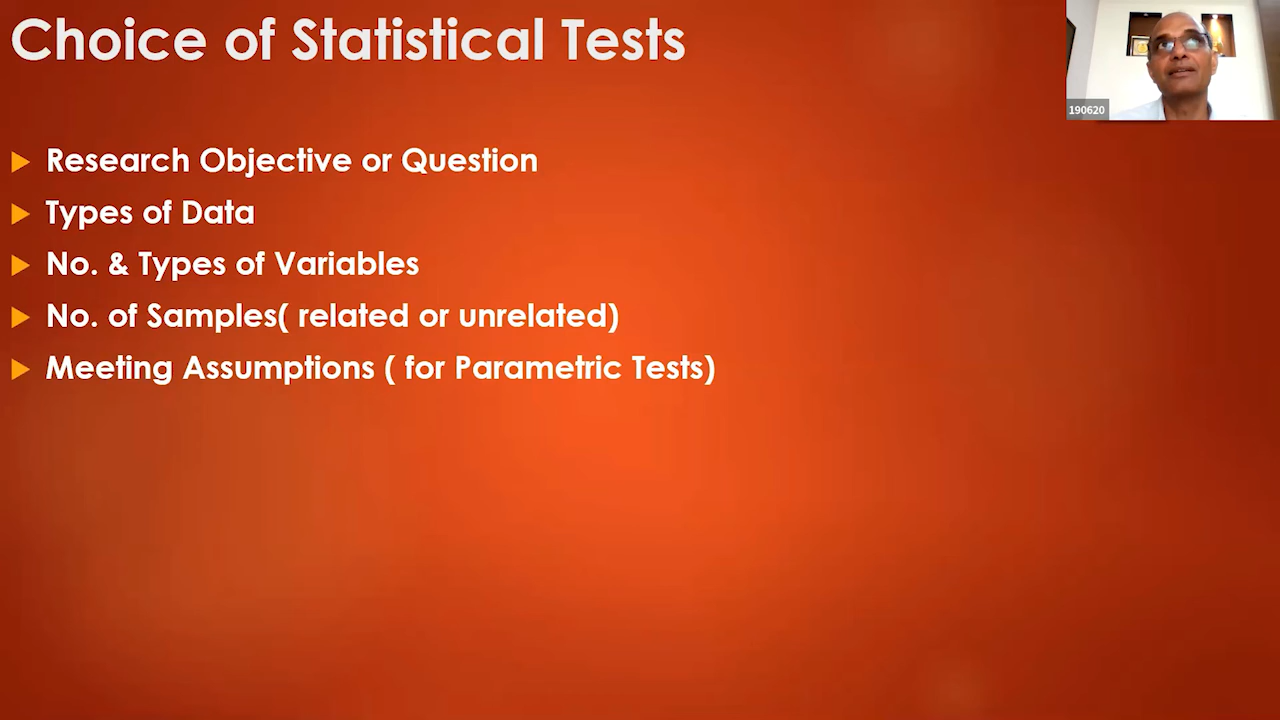 Choice of Statistical Tests
190620
Research Objective or Question
Types of Data
No. & Types of Variables
No. of Samples( related or unrelated)
Meeting Assumptions ( for Parametric Tests)